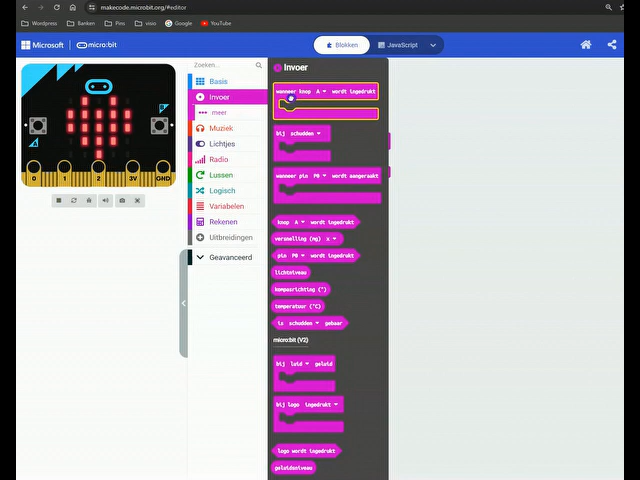 makecode.microbit.org/#editor
Wordpress
Banken
Pins
visio
Google
YouTube
Microsoft
micro:bit
Blokken
JavaScript
Zoeken...
Basis
Invoer
meer
Muziek
Lichtjes
Radio
Lussen
Logisch
Variabelen
Rekenen
Uitbreidingen
Geavanceerd
A
B
0
1
2
3V
GND
Invoer
wanneer knop A wordt ingedrukt
bij schudden
wanneer pin P0 wordt aangeraakt
knop A wordt ingedrukt
versnelling (mg) x
pin P0 wordt ingedrukt
lichtniveau
kompasrichting (°)
temperatuur (°C)
is schudden gebaar
micro:bit (V2)
bij luid geluid
bij logo ingedrukt
logo wordt ingedrukt
geluidsniveau